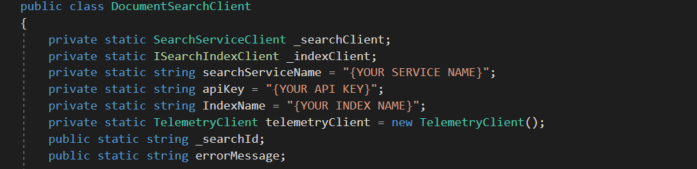 public class DocumentSearchClient
{
private static SearchServiceClient _searchClient;
private static ISearchIndexClient _indexClient;
private static string searchServiceName = "{YOUR SERVICE NAME}";
private static string apiKey = "{YOUR API KEY}";
private static string IndexName = "{YOUR INDEX NAME}";
private static TelemetryClient telemetryClient = new TelemetryClient();
public static string _searchId;
public static string errorMessage;